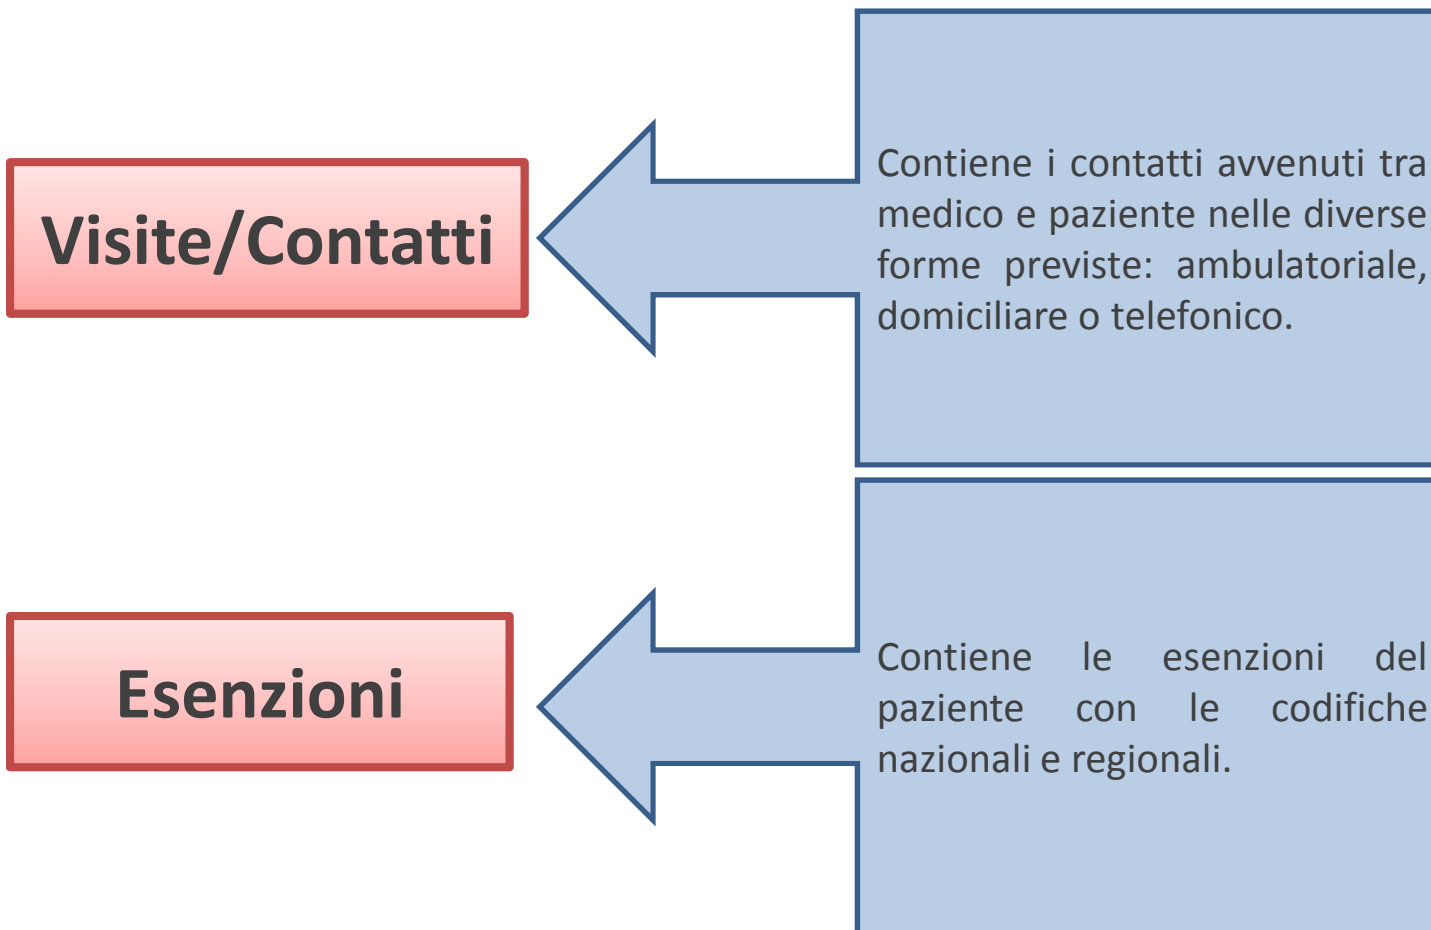 Visite/Contatti
Contiene i contatti avvenuti tra
medico e paziente nelle diverse
forme previste: ambulatoriale,
domiciliare o telefonico.
Esenzioni
Contiene le esenzioni del
paziente con le codifiche
nazionali e regionali.